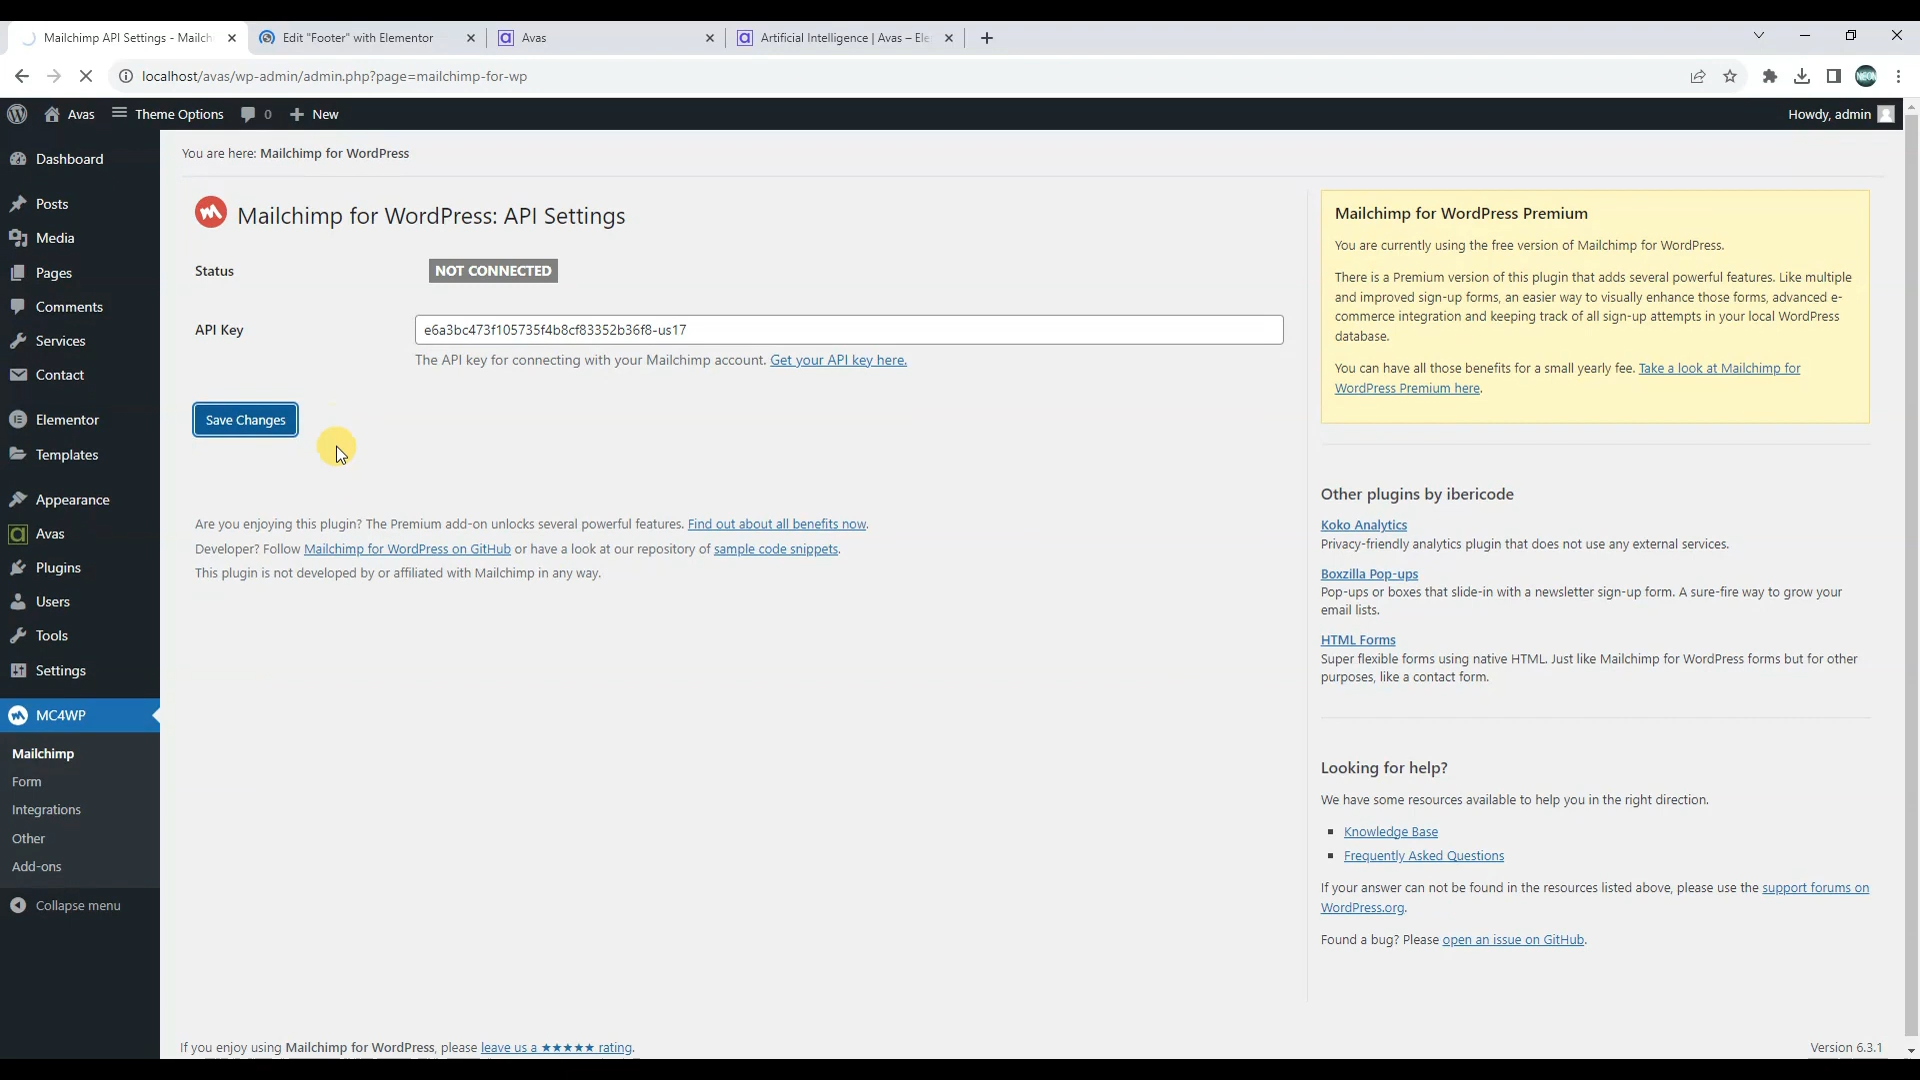 Mailchimp API Settings - Mailch
Edit "Footer" with Elementor
Avas
Artificial Intelligence | Avas – Ele
localhost/avas/wp-admin/admin.php?page=mailchimp-for-wp
NEON
Avas
Theme Options
0
New
Howdy, admin
Dashboard
Posts
Media
Pages
Comments
Services
Contact
Elementor
Templates
Appearance
Avas
Plugins
Users
Tools
Settings
MC4WP
Mailchimp
Form
Integrations
Other
Add-ons
Collapse menu
You are here: Mailchimp for WordPress
Mailchimp for WordPress: API Settings
Status
NOT CONNECTED
API Key
e6a3bc473f105735f4b8cf83352b36f8-us17
The API key for connecting with your Mailchimp account. Get your API key here.
Save Changes
Are you enjoying this plugin? The Premium add-on unlocks several powerful features. Find out about all benefits now.
Developer? Follow Mailchimp for WordPress on GitHub or have a look at our repository of sample code snippets.
This plugin is not developed by or affiliated with Mailchimp in any way.
Mailchimp for WordPress Premium
You are currently using the free version of Mailchimp for WordPress.
There is a Premium version of this plugin that adds several powerful features. Like multiple
and improved sign-up forms, an easier way to visually enhance those forms, advanced e-
commerce integration and keeping track of all sign-up attempts in your local WordPress
database.
You can have all those benefits for a small yearly fee. Take a look at Mailchimp for
WordPress Premium here.
Other plugins by ibericode
Koko Analytics
Privacy-friendly analytics plugin that does not use any external services.
Boxzilla Pop-ups
Pop-ups or boxes that slide-in with a newsletter sign-up form. A sure-fire way to grow your
email lists.
HTML Forms
Super flexible forms using native HTML. Just like Mailchimp for WordPress forms but for other
purposes, like a contact form.
Looking for help?
We have some resources available to help you in the right direction.
Knowledge Base
Frequently Asked Questions
If your answer can not be found in the resources listed above, please use the support forums on
WordPress.org.
Found a bug? Please open an issue on GitHub.
If you enjoy using Mailchimp for WordPress, please leave us a ★★★★★ rating.
Version 6.3.1